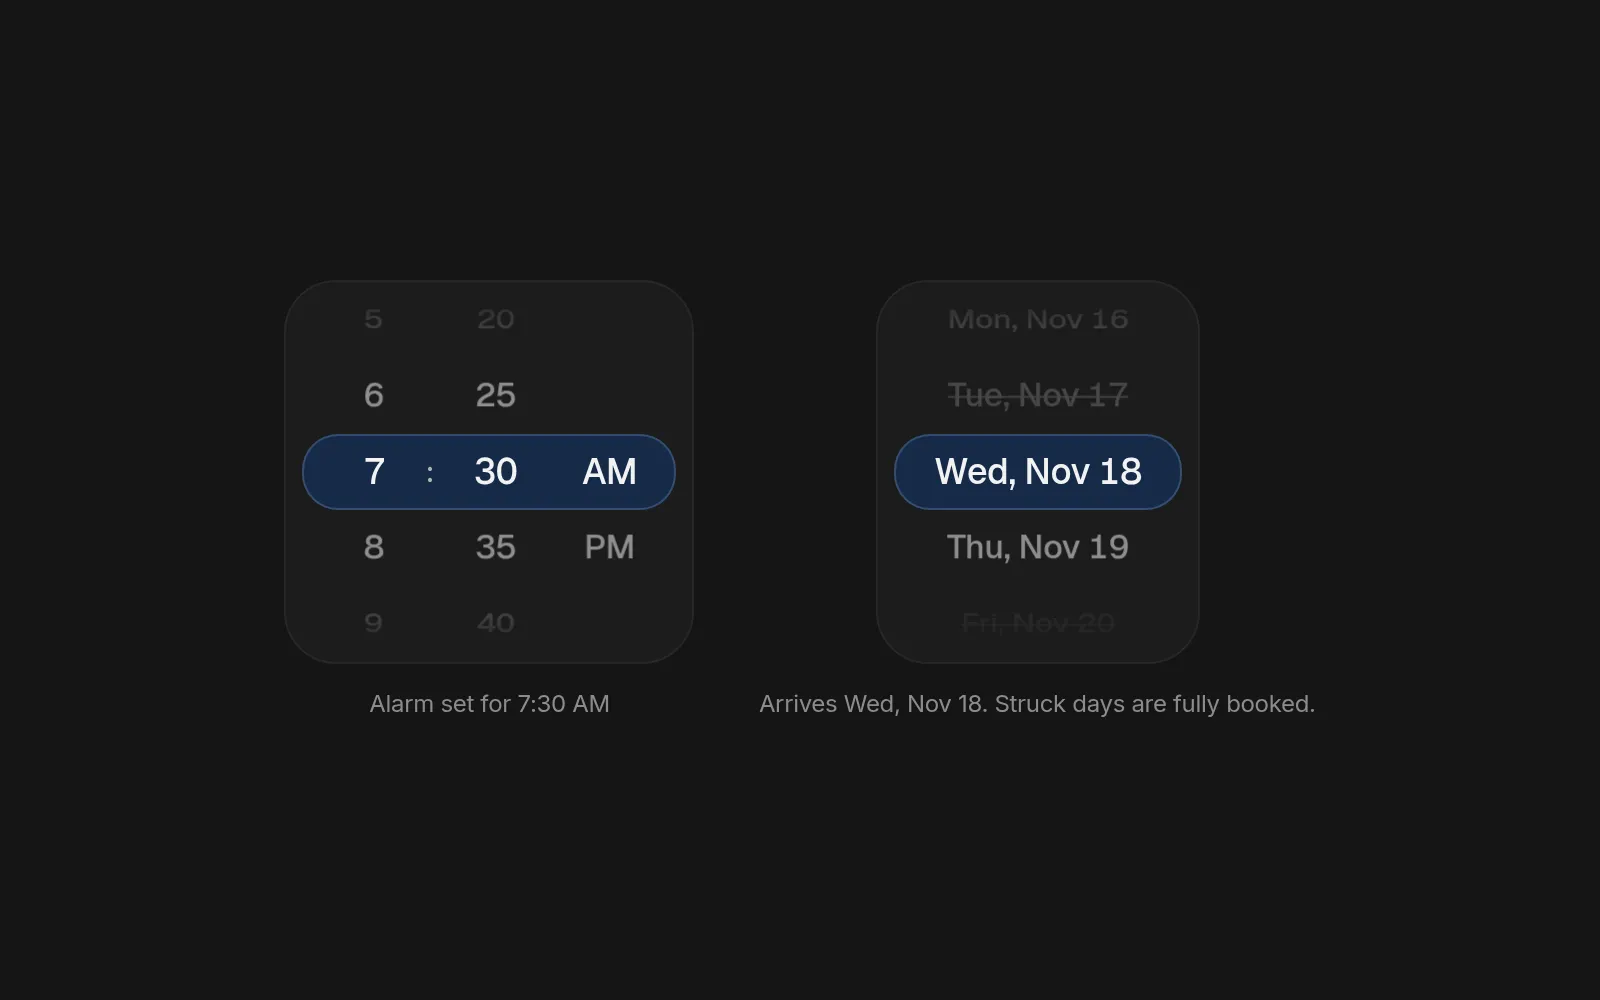 5 20
6 25
7 : 30 AM
8 35 PM
9 40
Alarm set for 7:30 AM
Mon, Nov 16
Tue, Nov 17
Wed, Nov 18
Thu, Nov 19
Fri, Nov 20
Arrives Wed, Nov 18. Struck days are fully booked.